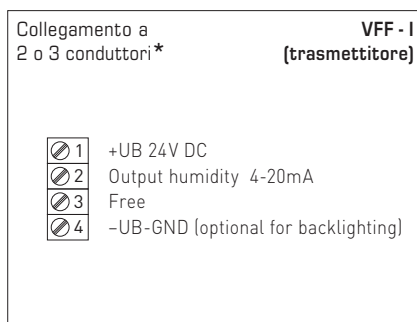 Collegamento a
2 o 3 conduttori*
VFF - I
(trasmettitore)
1 +UB 24V DC
2 Output humidity 4-20mA
3 Free
4 –UB-GND (optional for backlighting)